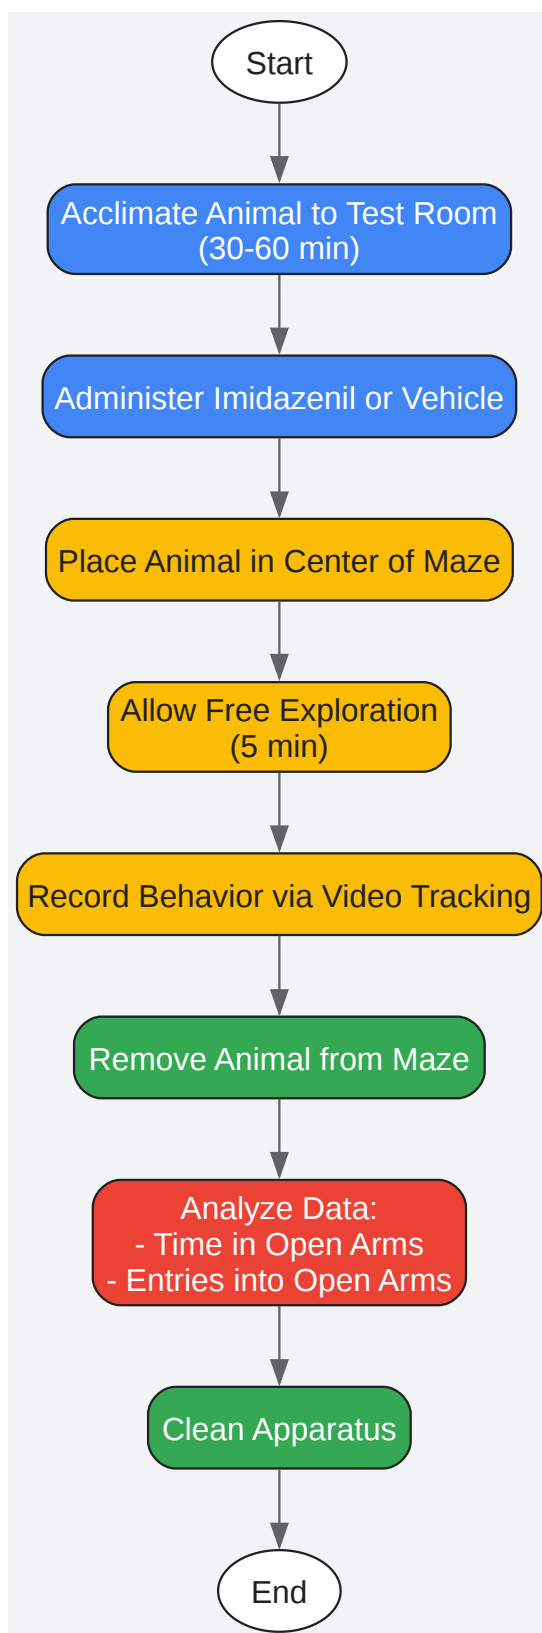 Start
Acclimate Animal to Test Room
(30-60 min)
Administer Imidazenil or Vehicle
Place Animal in Center of Maze
Allow Free Exploration
(5 min)
Record Behavior via Video Tracking
Remove Animal from Maze
Analyze Data:
- Time in Open Arms
- Entries into Open Arms
Clean Apparatus
End